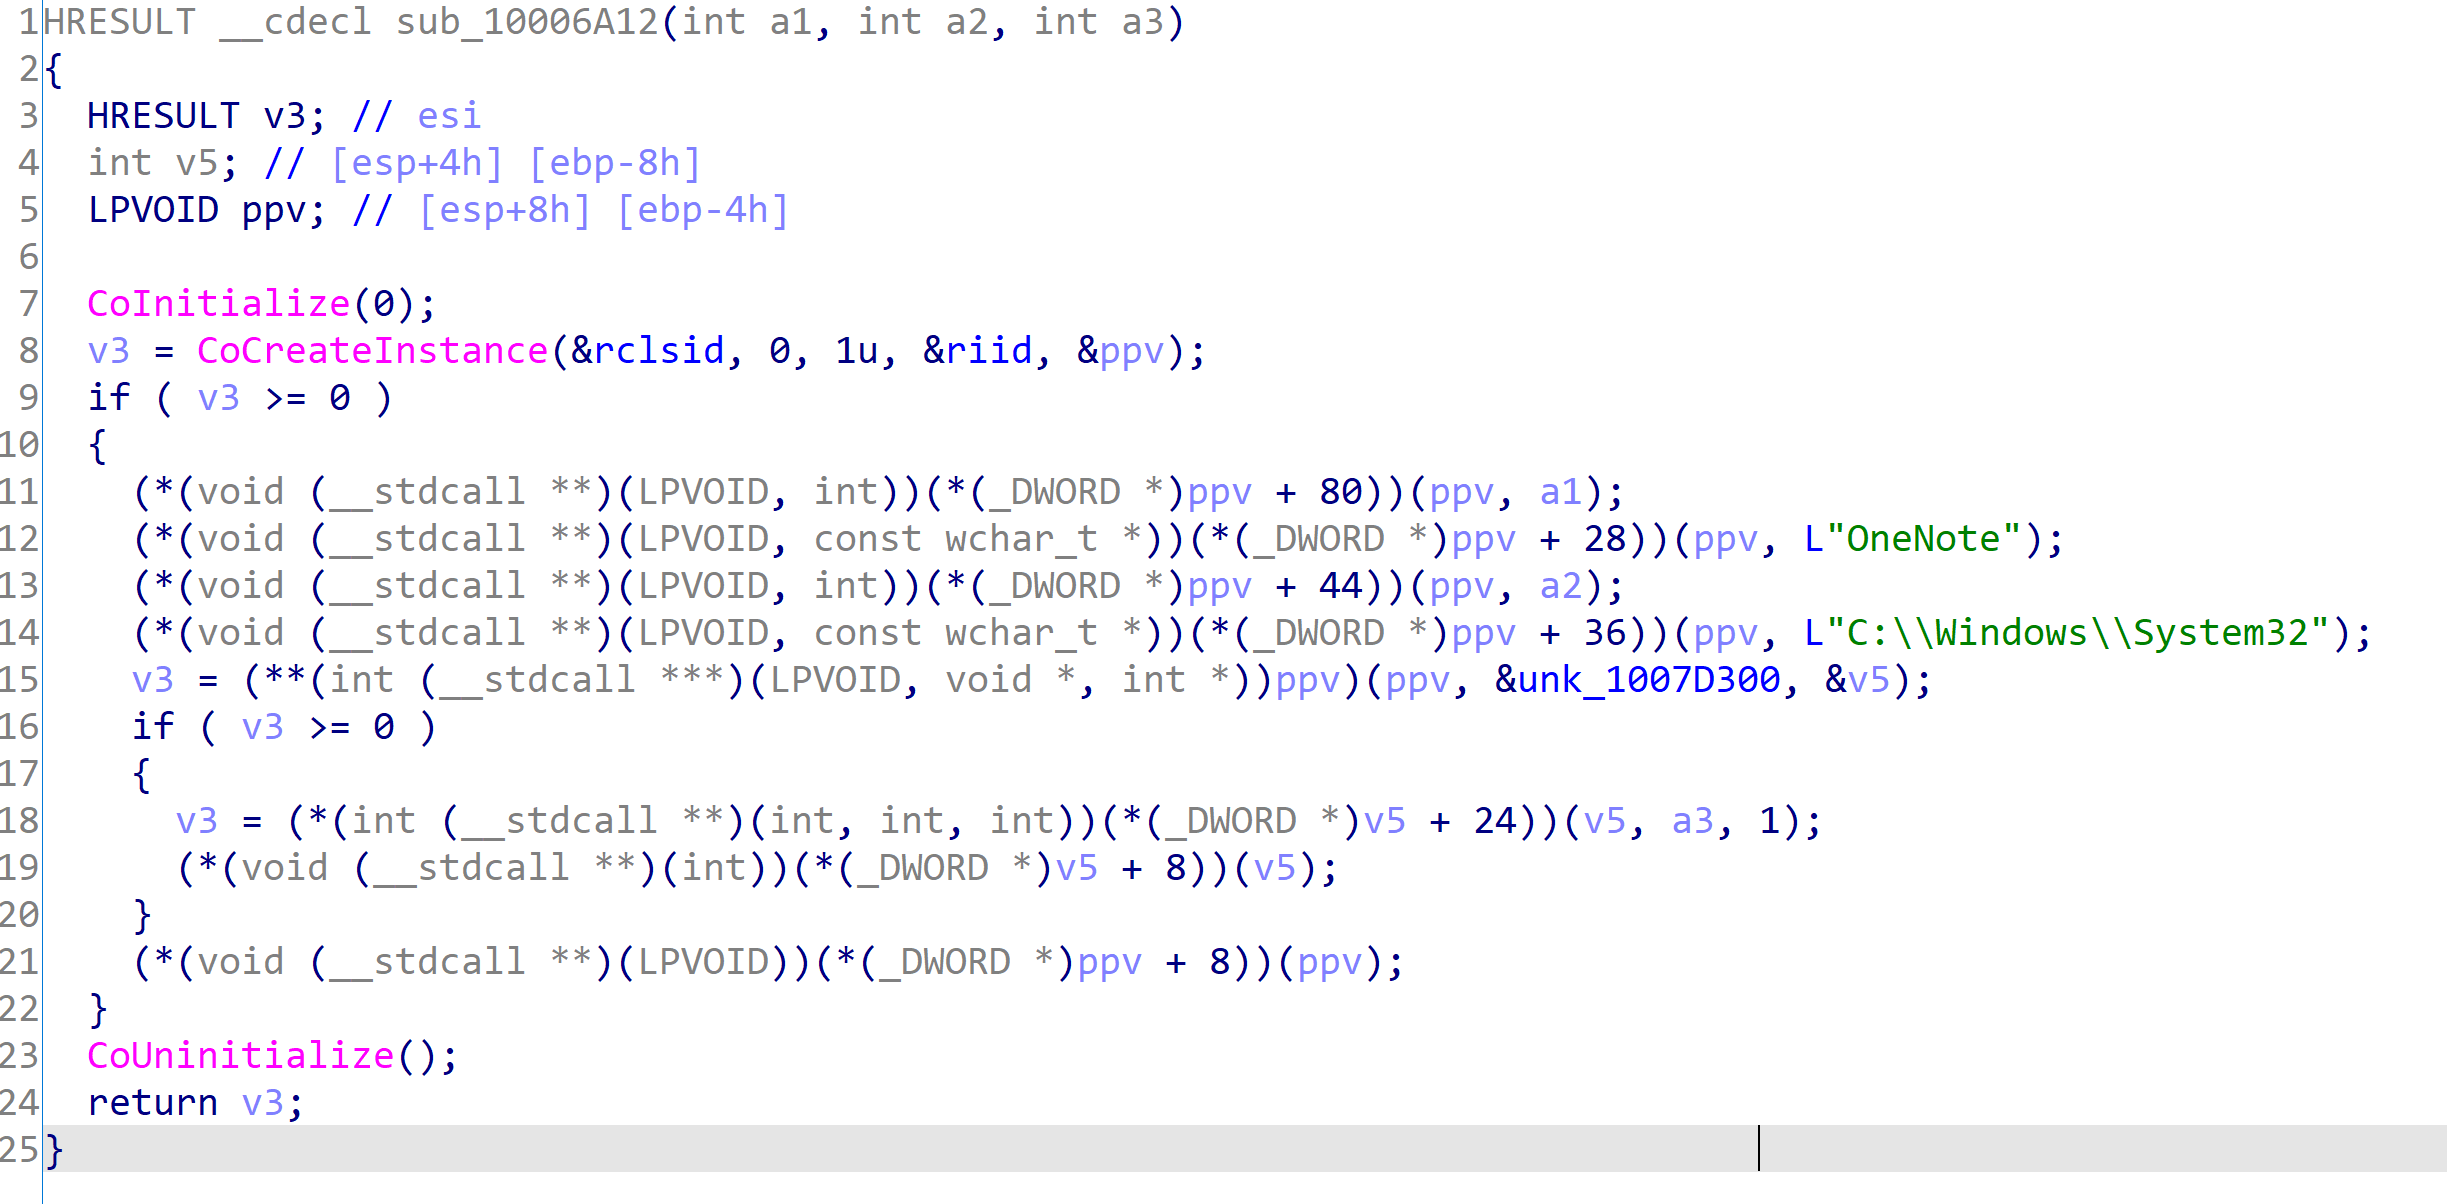 1 HRESULT __cdecl sub_10006A12(int a1, int a2, int a3)
2 {
3   HRESULT v3; // esi
4   int v5; // [esp+4h] [ebp-8h]
5   LPVOID ppv; // [esp+8h] [ebp-4h]
6
7   CoInitialize(0);
8   v3 = CoCreateInstance(&rclsid, 0, 1u, &riid, &ppv);
9   if ( v3 >= 0 )
10   {
11     (*(void (__stdcall **)(LPVOID, int))(*(_DWORD *)ppv + 80))(ppv, a1);
12     (*(void (__stdcall **)(LPVOID, const wchar_t *))(*(_DWORD *)ppv + 28))(ppv, L"OneNote");
13     (*(void (__stdcall **)(LPVOID, int))(*(_DWORD *)ppv + 44))(ppv, a2);
14     (*(void (__stdcall **)(LPVOID, const wchar_t *))(*(_DWORD *)ppv + 36))(ppv, L"C:\\Windows\\System32");
15     v3 = (**(int (__stdcall ***)(LPVOID, void *, int *))ppv)(ppv, &unk_1007D300, &v5);
16     if ( v3 >= 0 )
17     {
18       v3 = (*(int (__stdcall **)(int, int, int))(*(_DWORD *)v5 + 24))(v5, a3, 1);
19       (*(void (__stdcall **)(int))(*(_DWORD *)v5 + 8))(v5);
20     }
21     (*(void (__stdcall **)(LPVOID))(*(_DWORD *)ppv + 8))(ppv);
22   }
23   CoUninitialize();
24   return v3;
25 }